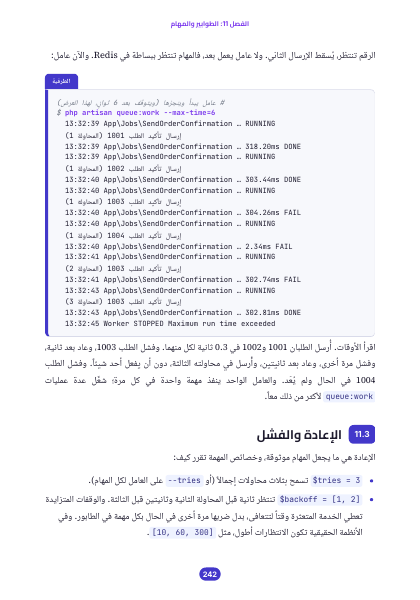 الفصل 11: الطوابير والمهام
الرقم تنتظر، يُسقط الإرسال الثاني. ولا عامل يعمل بعد، فالمهام تنتظر ببساطة في Redis. والآن عامل:
الطرفية
# عامل يبدأ وينجزها (ويتوقف بعد 6 ثوانٍ لهذا العرض)
$ php artisan queue:work --max-time=6
13:32:39 App\Jobs\SendOrderConfirmation … RUNNING
إرسال تأكيد الطلب 1001 (المحاولة 1)
13:32:39 App\Jobs\SendOrderConfirmation … 318.20ms DONE
13:32:39 App\Jobs\SendOrderConfirmation … RUNNING
إرسال تأكيد الطلب 1002 (المحاولة 1)
13:32:40 App\Jobs\SendOrderConfirmation … 303.44ms DONE
13:32:40 App\Jobs\SendOrderConfirmation … RUNNING
إرسال تأكيد الطلب 1003 (المحاولة 1)
13:32:40 App\Jobs\SendOrderConfirmation … 304.26ms FAIL
13:32:40 App\Jobs\SendOrderConfirmation … RUNNING
إرسال تأكيد الطلب 1004 (المحاولة 1)
13:32:40 App\Jobs\SendOrderConfirmation … 2.34ms FAIL
13:32:41 App\Jobs\SendOrderConfirmation … RUNNING
إرسال تأكيد الطلب 1003 (المحاولة 2)
13:32:41 App\Jobs\SendOrderConfirmation … 302.74ms FAIL
13:32:43 App\Jobs\SendOrderConfirmation … RUNNING
إرسال تأكيد الطلب 1003 (المحاولة 3)
13:32:43 App\Jobs\SendOrderConfirmation … 302.81ms DONE
13:32:45 Worker STOPPED Maximum run time exceeded
اقرأ الأوقات. أُرسل الطلبان 1001 و1002 في 0.3 ثانية لكل منهما. وفشل الطلب 1003، وعاد بعد ثانية،
وفشل مرة أخرى، وعاد بعد ثانيتين، وأُرسل في محاولته الثالثة، دون أن يفعل أحد شيئاً. وفشل الطلب
1004 في الحال ولم يُعَد. والعامل الواحد ينفذ مهمة واحدة في كل مرة؛ شغّل عدة عمليات
queue:work لأكثر من ذلك معاً.
11.3 الإعادة والفشل
الإعادة هي ما يجعل المهام موثوقة، وخصائص المهمة تقرر كيف:
• $tries = 3 تسمح بثلاث محاولات إجمالاً (أو --tries على العامل لكل المهام).
• $backoff = [1, 2] تنتظر ثانية قبل المحاولة الثانية وثانيتين قبل الثالثة. والوقفات المتزايدة
تعطي الخدمة المتعثرة وقتاً لتتعافى، بدل ضربها مرة أخرى في الحال بكل مهمة في الطابور. وفي
الأنظمة الحقيقية تكون الانتظارات أطول، مثل [10, 60, 300].
242